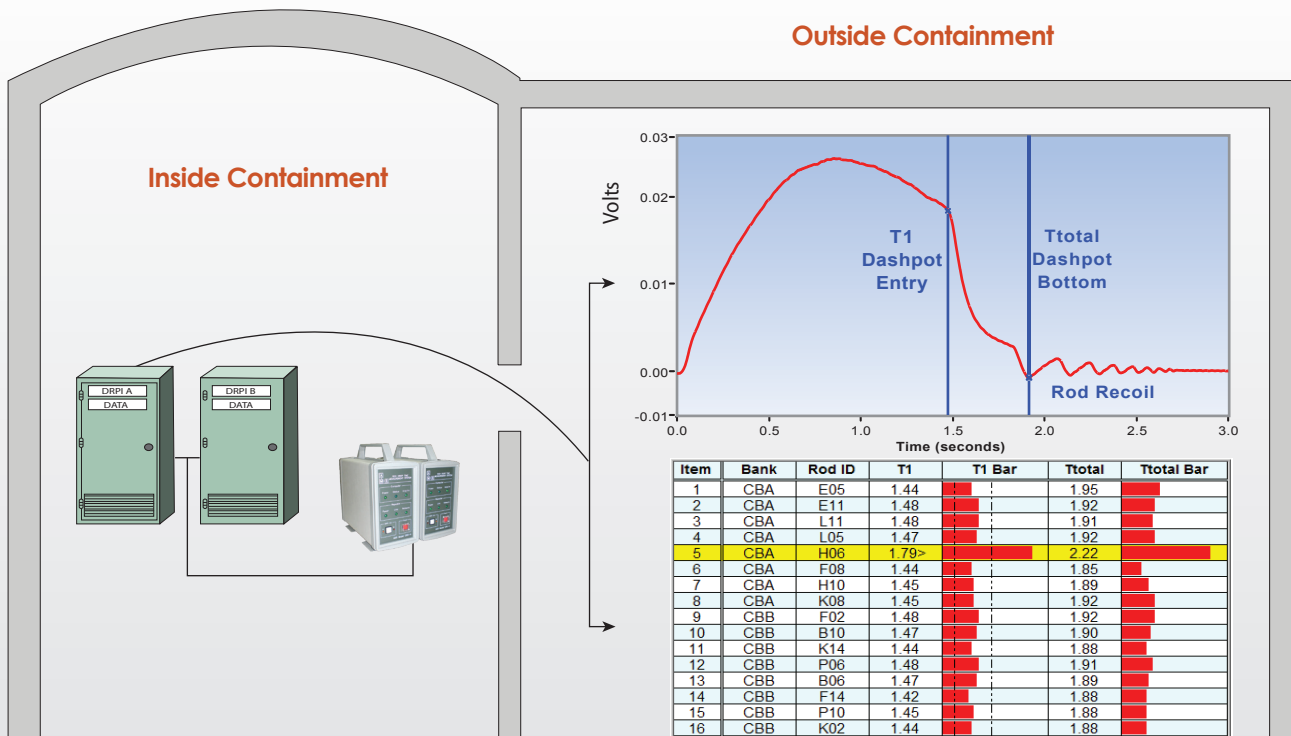 Outside Containment
Inside Containment
DRPI A
DATA
DRPI B
DATA
Volts
0.03
0.02
0.01
0.00
-0.01
0.0 0.5 1.0 1.5 2.0 2.5 3.0
Time (seconds)
T1
Dashpot
Entry
Ttotal
Dashpot
Bottom
Rod Recoil
Item Bank Rod ID T1 T1 Bar Ttotal Ttotal Bar
1 CBA E05 1.44 1.95
2 CBA E11 1.48 1.92
3 CBA L11 1.48 1.91
4 CBA L05 1.47 1.92
5 CBA H06 1.79> 2.22
6 CBA F08 1.44 1.85
7 CBA H10 1.45 1.89
8 CBA K08 1.45 1.92
9 CBB F02 1.48 1.92
10 CBB B10 1.47 1.90
11 CBB K14 1.44 1.88
12 CBB P06 1.48 1.91
13 CBB B06 1.47 1.89
14 CBB F14 1.42 1.88
15 CBB P10 1.45 1.88
16 CBB K02 1.44 1.88